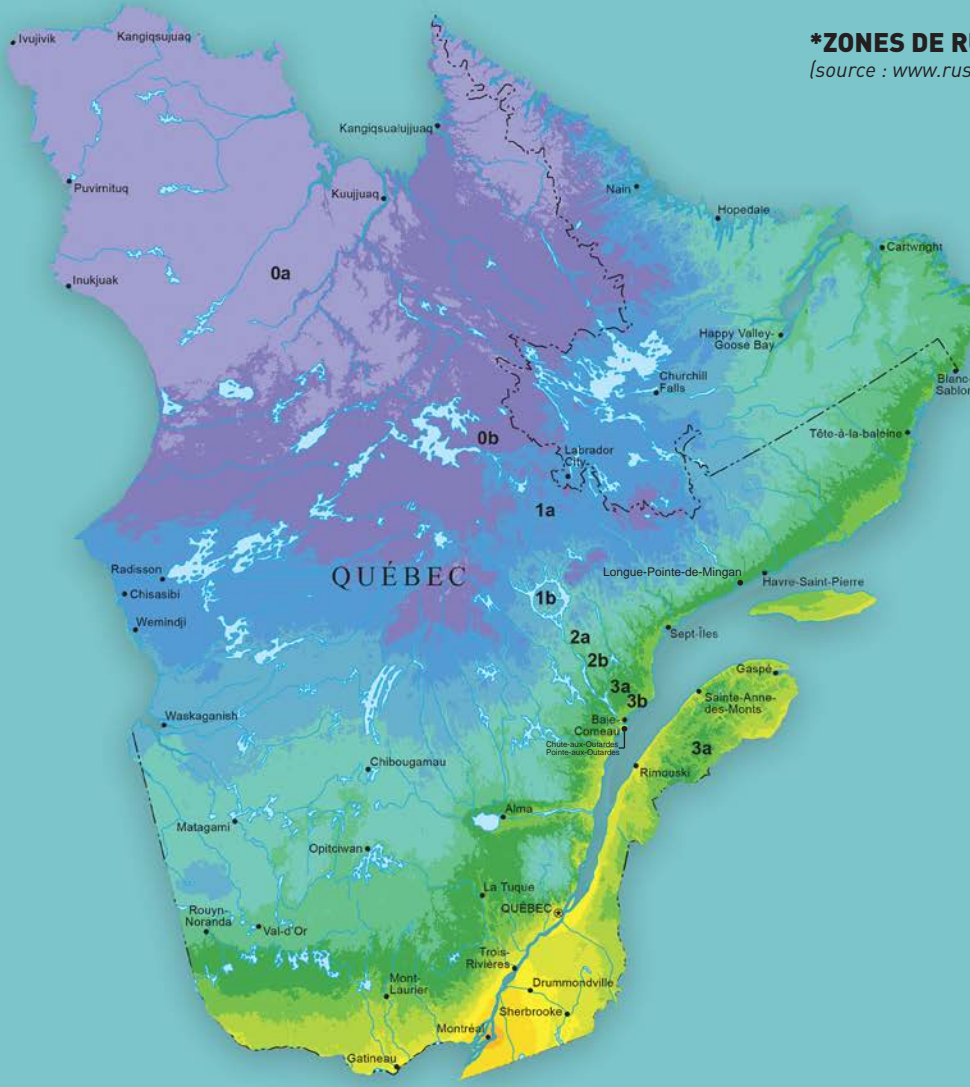 *ZONES DE RU
(source : www.rus
Ivujivik
Kangiqsujuaq
Kangiqsualujjuaq
Puvirnituq
Kuujjuaq
Nain
Hopedale
Cartwright
Inukjuak
0a
Happy Valley-
Goose Bay
Churchill
Falls
Blanc-
Sablon
0b
Tête-à-la-baleine
Labrador
City
1a
Radisson
QUÉBEC
Longue-Pointe-de-Mingan
Havre-Saint-Pierre
Chisasibi
1b
Wemindji
2a
Sept-Îles
2b
Gaspé
3a
3b
Sainte-Anne-
des-Monts
Waskaganish
Baie-
Comeau
Chute-aux-Outardes
Pointe-aux-Outardes
3a
Chibougamau
Rimouski
Alma
Matagami
Opitciwan
La Tuque
QUÉBEC
Rouyn-
Noranda
Val-d'Or
Trois-
Rivières
Mont-
Laurier
Drummondville
Sherbrooke
Montréal
Gatineau